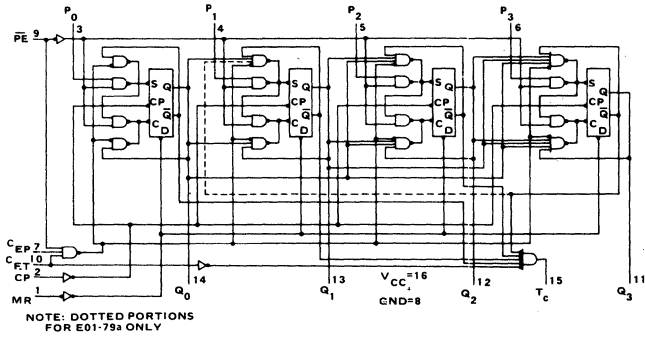 P0 P1 P2 P3
PE 9 3 4 5 6
S Q S Q S Q S Q
CP CP CP CP
Q Q Q Q
C D C D C D C D
CEP 7
CFT 10
CP 2
MR 1
14 13 VCC=16 12 15 11
Q0 Q1 GND=8 Q2 TC Q3
NOTE: DOTTED PORTIONS
FOR E01-79a ONLY